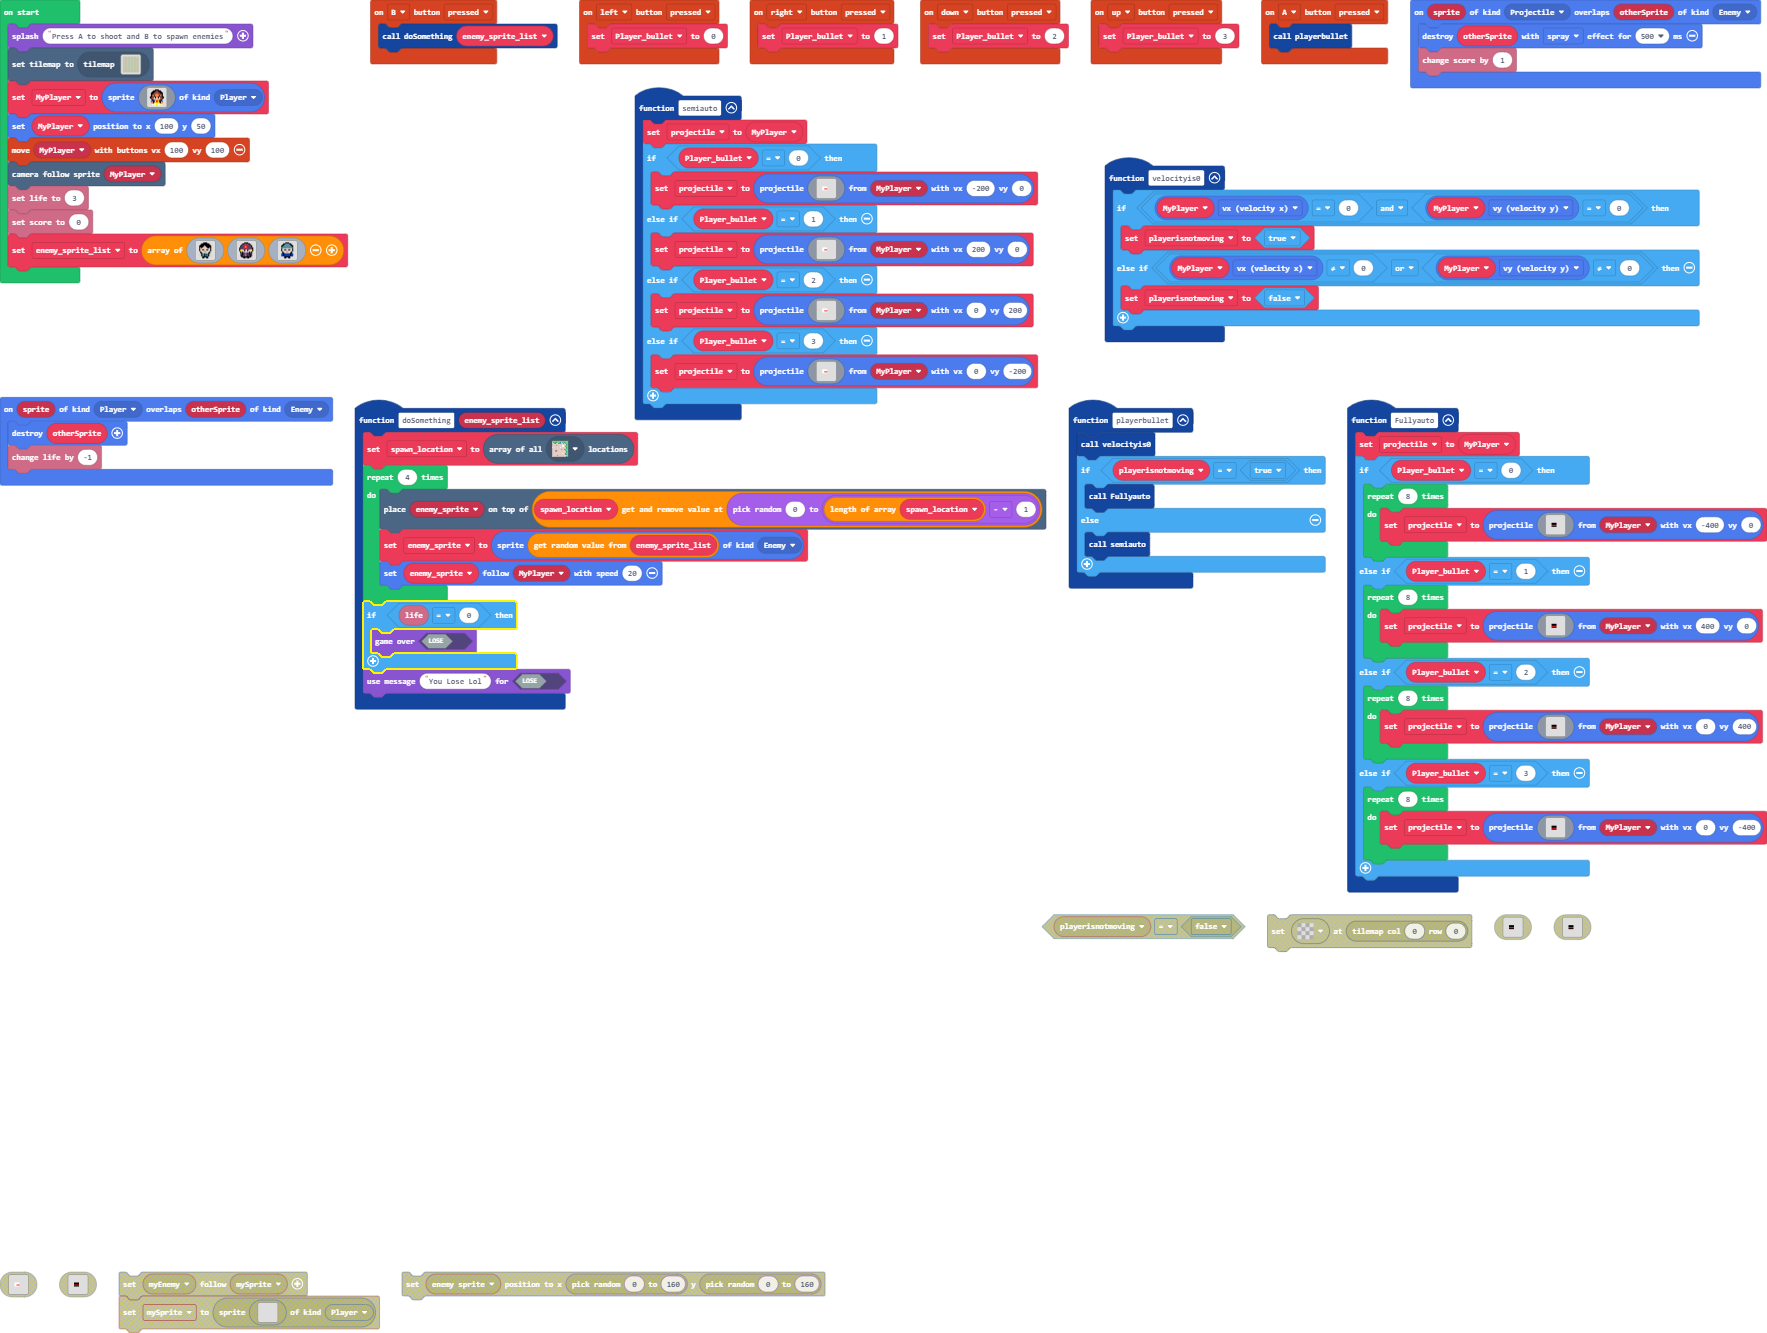 on start
splash "Press A to shoot and B to spawn enemies"
set tilemap to tilemap
set MyPlayer to sprite of kind Player
set MyPlayer position to x 100 y 50
move MyPlayer with buttons vx 100 vy 100
camera follow sprite MyPlayer
set life to 3
set score to 0
set enemy_sprite_list to array of
on B button pressed
call doSomething enemy_sprite_list
on left button pressed
set Player_bullet to 0
on right button pressed
set Player_bullet to 1
on down button pressed
set Player_bullet to 2
on up button pressed
set Player_bullet to 3
on A button pressed
call playerbullet
on sprite of kind Projectile overlaps otherSprite of kind Enemy
destroy otherSprite with spray effect for 500 ms
change score by 1
function semiauto
set projectile to MyPlayer
if Player_bullet = 0 then
set projectile to projectile from MyPlayer with vx -200 vy 0
else if Player_bullet = 1 then
set projectile to projectile from MyPlayer with vx 200 vy 0
else if Player_bullet = 2 then
set projectile to projectile from MyPlayer with vx 0 vy 200
else if Player_bullet = 3 then
set projectile to projectile from MyPlayer with vx 0 vy -200
function velocityis0
if MyPlayer vx (velocity x) = 0 and MyPlayer vy (velocity y) = 0 then
set playerisnotmoving to true
else if MyPlayer vx (velocity x) ≠ 0 or MyPlayer vy (velocity y) ≠ 0 then
set playerisnotmoving to false
on sprite of kind Player overlaps otherSprite of kind Enemy
destroy otherSprite
change life by -1
function doSomething enemy_sprite_list
set spawn_location to array of all locations
repeat 4 times
do
place enemy_sprite on top of spawn_location get and remove value at pick random 0 to length of array spawn_location - 1
set enemy_sprite to sprite get random value from enemy_sprite_list of kind Enemy
set enemy_sprite follow MyPlayer with speed 20
if life = 0 then
game over LOSE
use message "You Lose Lol" for LOSE
function playerbullet
call velocityis0
if playerisnotmoving = true then
call Fullyauto
else
call semiauto
function Fullyauto
set projectile to MyPlayer
if Player_bullet = 0 then
repeat 8 times
do
set projectile to projectile from MyPlayer with vx -400 vy 0
else if Player_bullet = 1 then
repeat 8 times
do
set projectile to projectile from MyPlayer with vx 400 vy 0
else if Player_bullet = 2 then
repeat 8 times
do
set projectile to projectile from MyPlayer with vx 0 vy 400
else if Player_bullet = 3 then
repeat 8 times
do
set projectile to projectile from MyPlayer with vx 0 vy -400
playerisnotmoving = false
set at tilemap col 0 row 0
set myEnemy follow mySprite
set mySprite to sprite of kind Player
set enemy sprite position to x pick random 0 to 160 y pick random 0 to 160